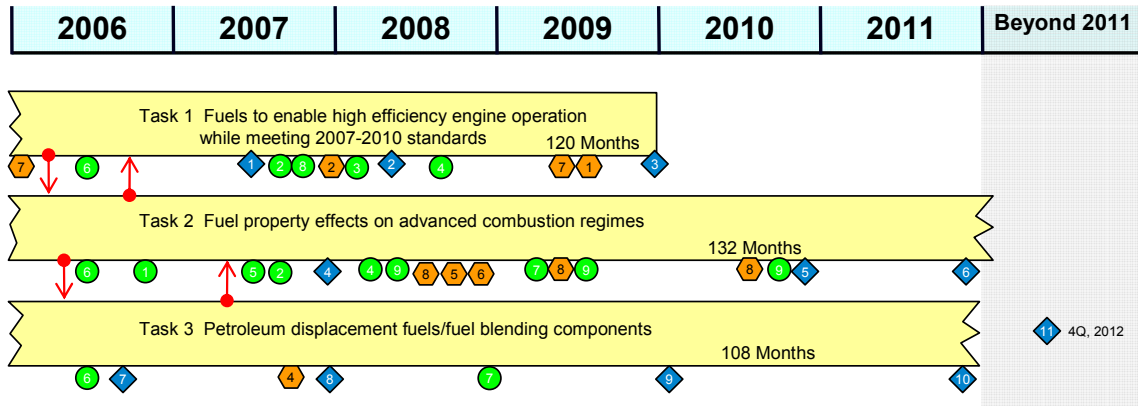 2006 2007 2008 2009 2010 2011 Beyond 2011
Task 1 Fuels to enable high efficiency engine operation
while meeting 2007-2010 standards
120 Months
7 6 1 2 8 2 3 2 4 7 1 3
Task 2 Fuel property effects on advanced combustion regimes
132 Months
6 1 5 2 4 4 9 8 5 6 7 8 9 8 9 5 6
Task 3 Petroleum displacement fuels/fuel blending components
11 4Q, 2012
108 Months
6 7 4 8 7 9 10